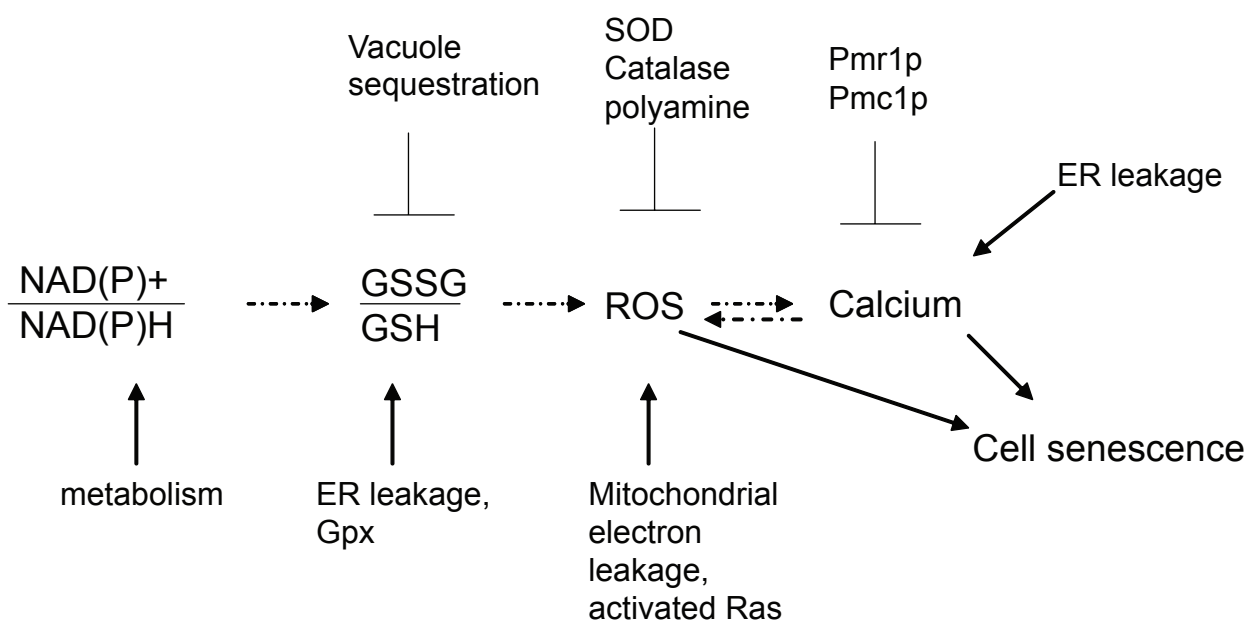 Vacuole
sequestration
SOD
Catalase
polyamine
Pmr1p
Pmc1p
ER leakage
NAD(P)+
NAD(P)H
GSSG
GSH
ROS
Calcium
Cell senescence
metabolism
ER leakage,
Gpx
Mitochondrial
electron
leakage,
activated Ras